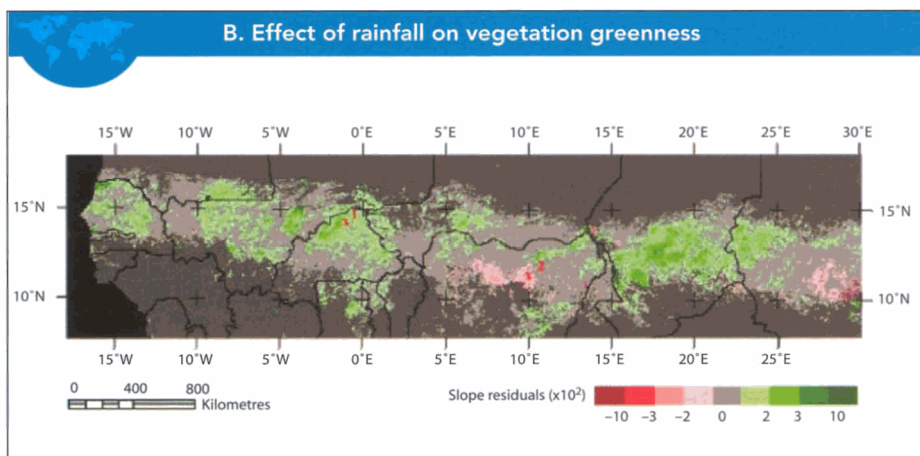 B. Effect of rainfall on vegetation greenness
15˚W 10˚W 5˚W 0˚E 5˚E 10˚E 15˚E 20˚E 25˚E 30˚E
15˚N 15˚N
10˚N 10˚N
15˚W 10˚W 5˚W 0˚E 5˚E 10˚E 15˚E 20˚E 25˚E
0 400 800
Kilometres
Slope residuals (x10²)
–10 –3 –2 0 2 3 10